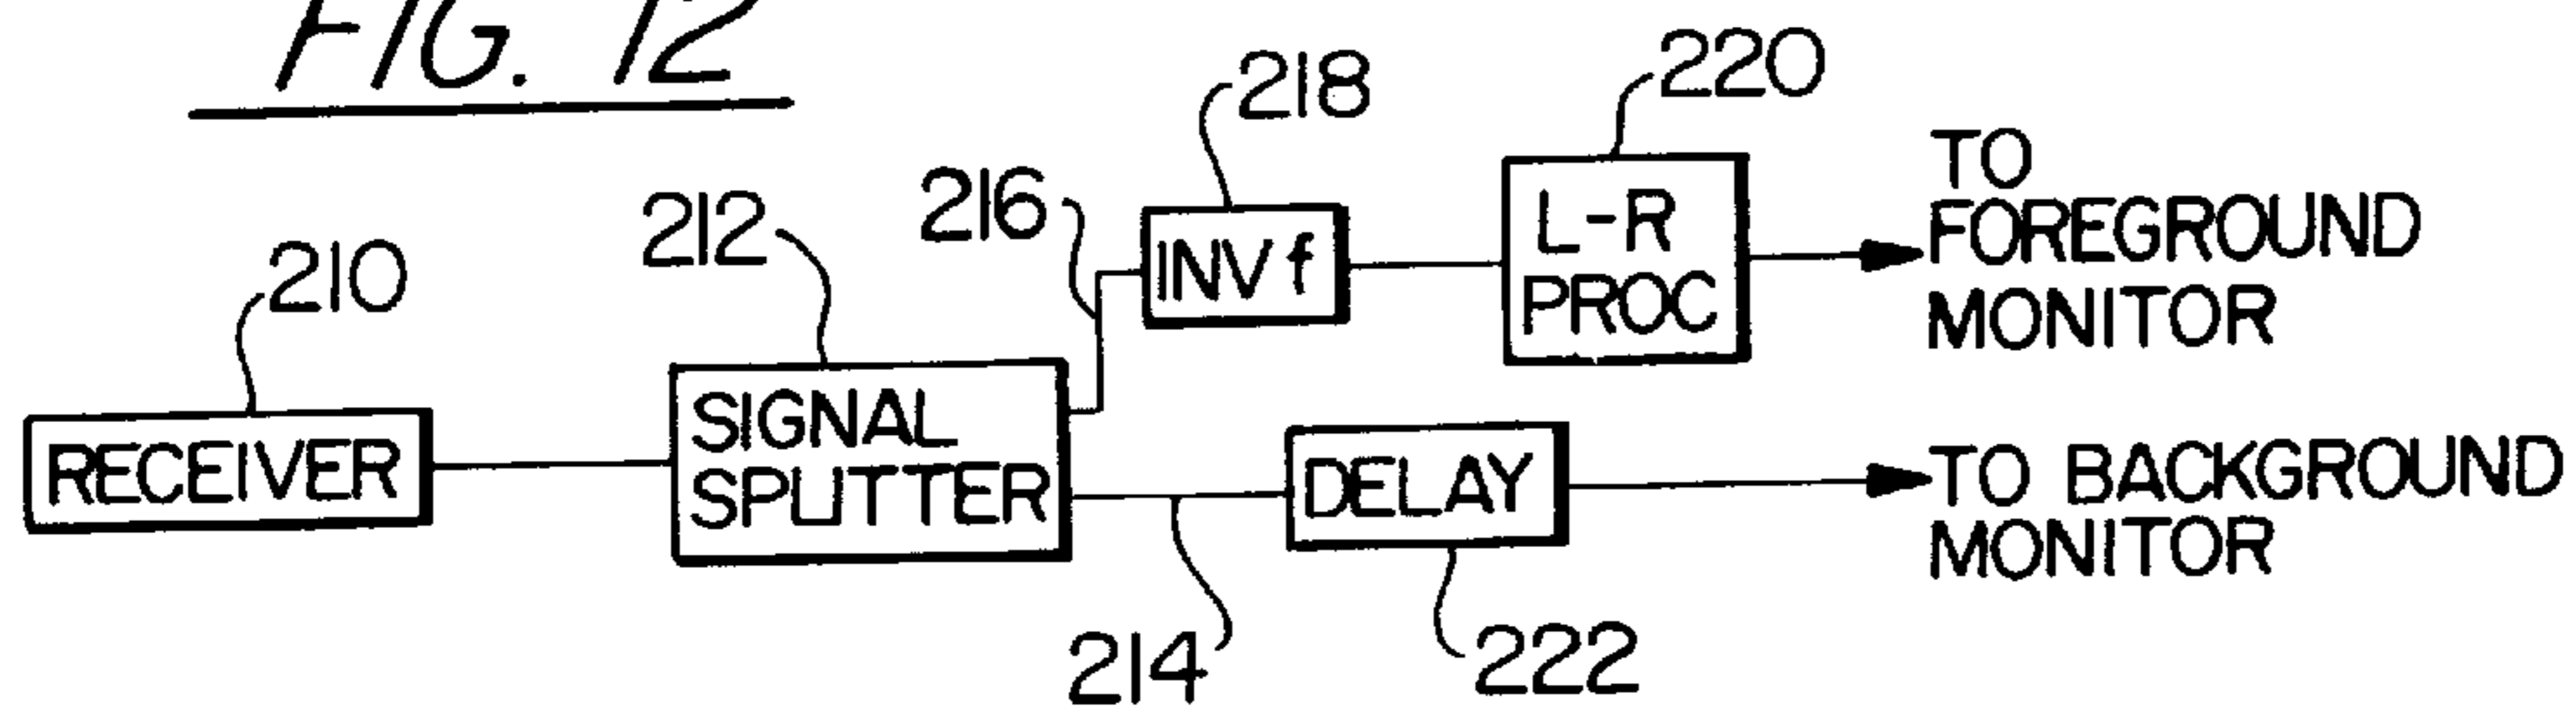 FIG. 12
218
220
216
212
210
INV f
L-R
PROC
TO
FOREGROUND
MONITOR
RECEIVER
SIGNAL
SPLITTER
DELAY
TO BACKGROUND
MONITOR
214
222